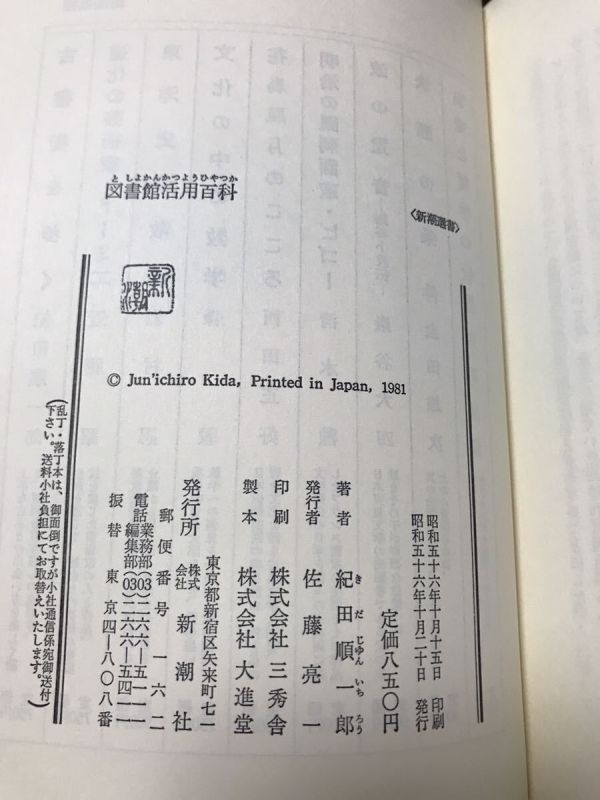 としよかんかつようひやつか
図書館活用百科
〈新潮選書〉
新潮
© Jun'ichiro Kida, Printed in Japan, 1981
昭和五十六年十月十五日 印刷
昭和五十六年十月二十日 発行
定価八五〇円
著者 紀田順一郎
きだじゆんいちろう
発行者 佐藤亮一
印刷 株式会社三秀舎
製本 株式会社大進堂
東京都新宿区矢来町七一
発行所 株式会社 新潮社
郵便番号 一六二
電話業務部(03)二六六—五一一一
編集部(03)二六六—五四一一
振替 東京四—八〇八番
(乱丁・落丁本は、御面倒ですが小社通信係宛御送付
下さい。送料小社負担にてお取替えいたします。)